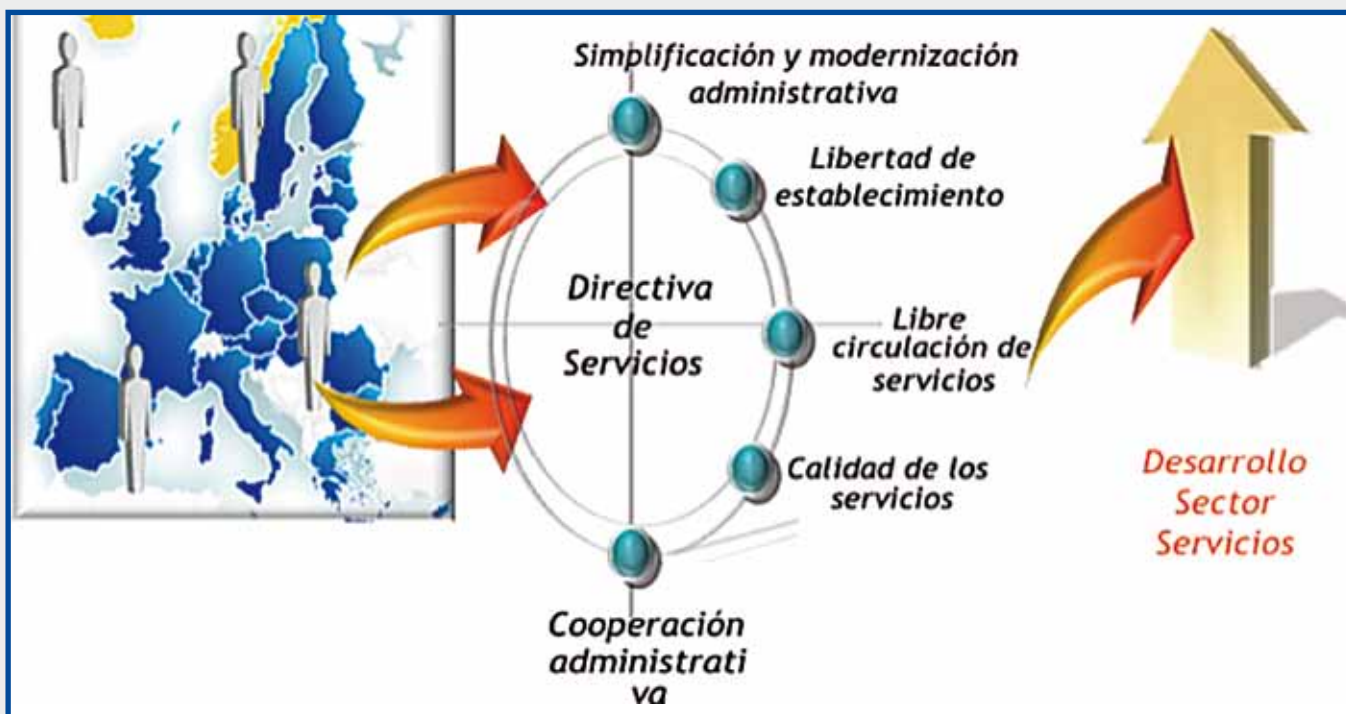 Simplificación y modernización
administrativa
Libertad de
establecimiento
Directiva
de
Servicios
Libre
circulación de
servicios
Calidad de los
servicios
Cooperación
administrati
va
Desarrollo
Sector
Servicios